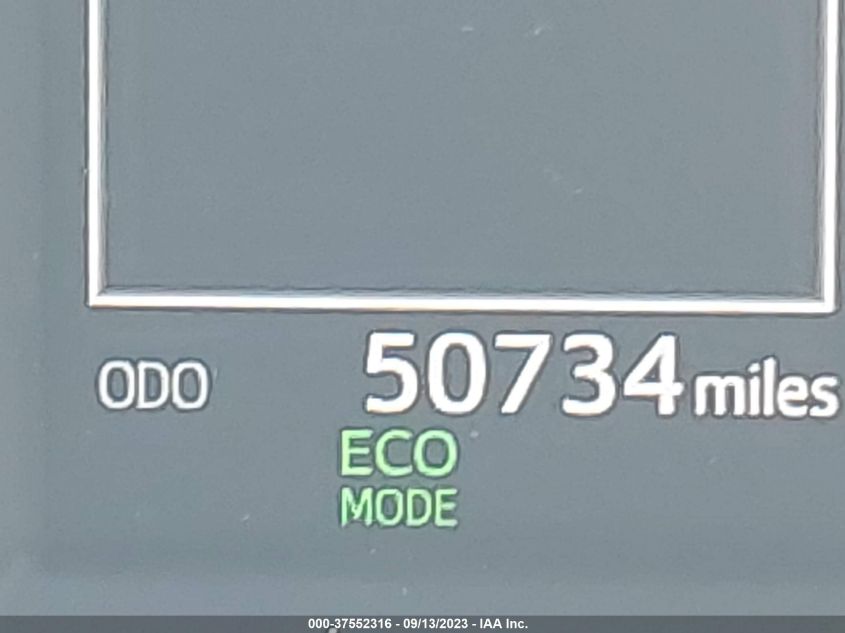 ODO 50734 miles
ECO
MODE
000-37552316 - 09/13/2023 - IAA Inc.